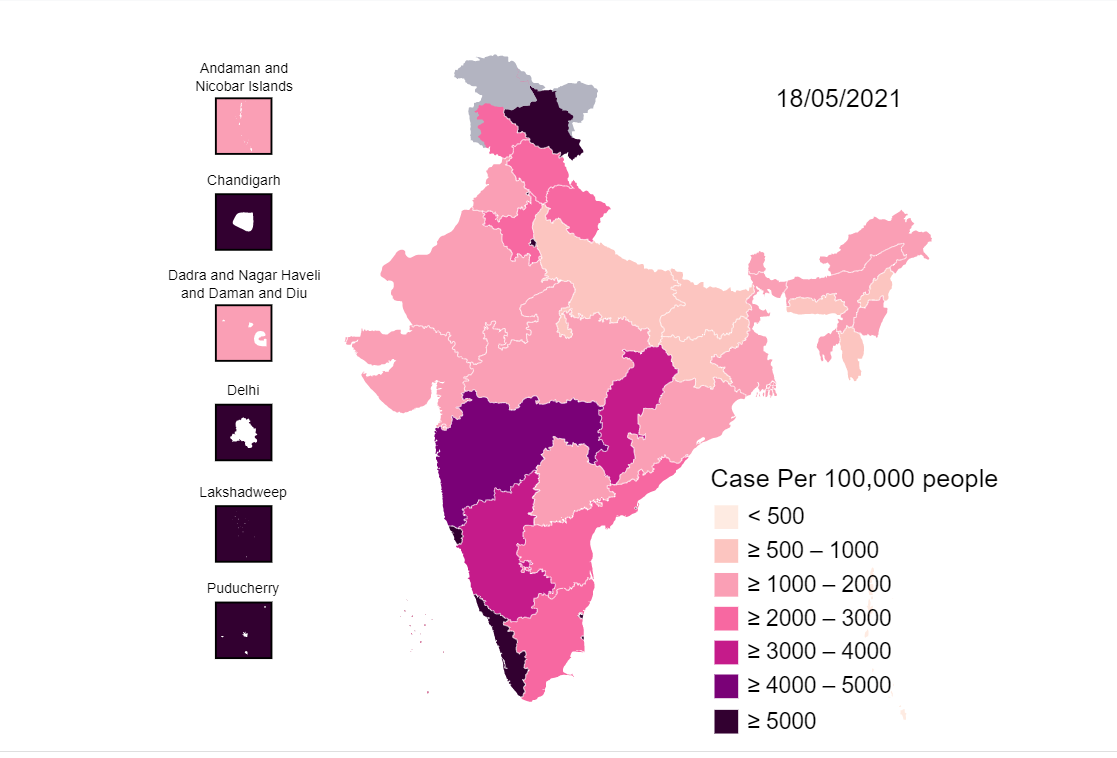 Andaman and
Nicobar Islands
Chandigarh
Dadra and Nagar Haveli
and Daman and Diu
Delhi
Lakshadweep
Puducherry
18/05/2021
Case Per 100,000 people
< 500
≥ 500 – 1000
≥ 1000 – 2000
≥ 2000 – 3000
≥ 3000 – 4000
≥ 4000 – 5000
≥ 5000